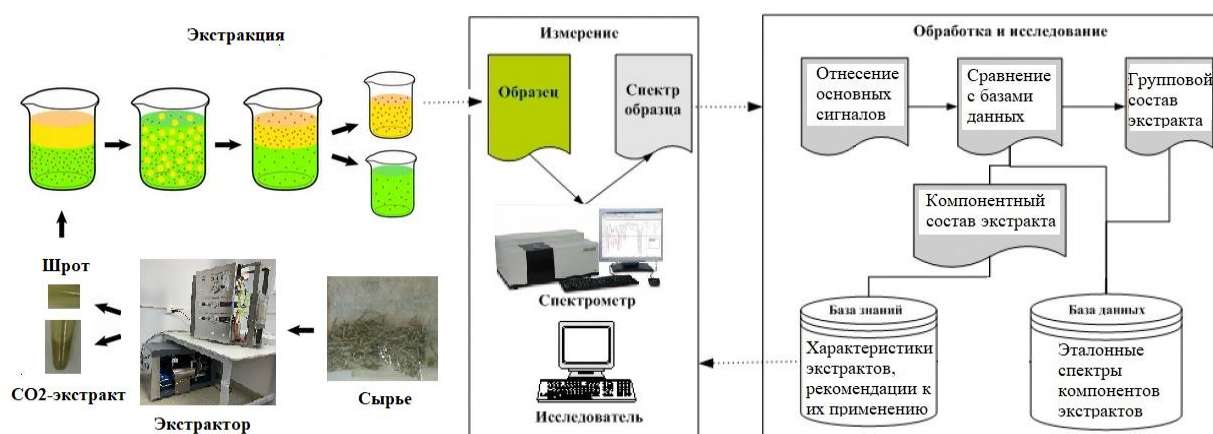 Экстракция
Шрот
СО2-экстракт
Экстрактор
Сырье
Измерение
Образец
Спектр
образца
Спектрометр
Исследователь
Обработка и исследование
Отнесение
основных
сигналов
Сравнение
с базами
данных
Групповой
состав
экстракта
Компонентный
состав экстракта
База знаний
Характеристики
экстрактов,
рекомендации к
их применению
База данных
Эталонные
спектры
компонентов
экстрактов